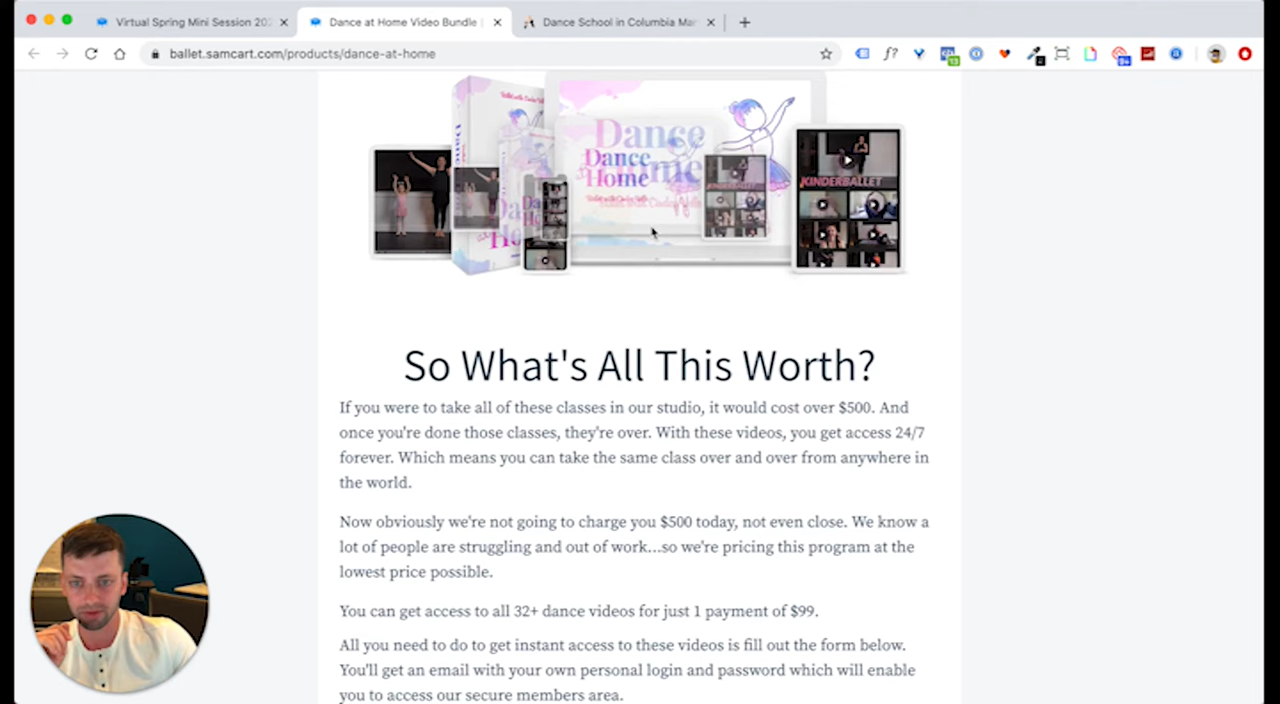 Virtual Spring Mini Session 202
Dance at Home Video Bundle
Dance School in Columbia Mar
ballet.samcart.com/products/dance-at-home
f?
13
9+
Dance
Dance
Home
Home
KINDERBALLET
KINDERBALLET
So What's All This Worth?
If you were to take all of these classes in our studio, it would cost over $500. And
once you're done those classes, they're over. With these videos, you get access 24/7
forever. Which means you can take the same class over and over from anywhere in
the world.
Now obviously we're not going to charge you $500 today, not even close. We know a
lot of people are struggling and out of work...so we're pricing this program at the
lowest price possible.
You can get access to all 32+ dance videos for just 1 payment of $99.
All you need to do to get instant access to these videos is fill out the form below.
You'll get an email with your own personal login and password which will enable
you to access our secure members area.